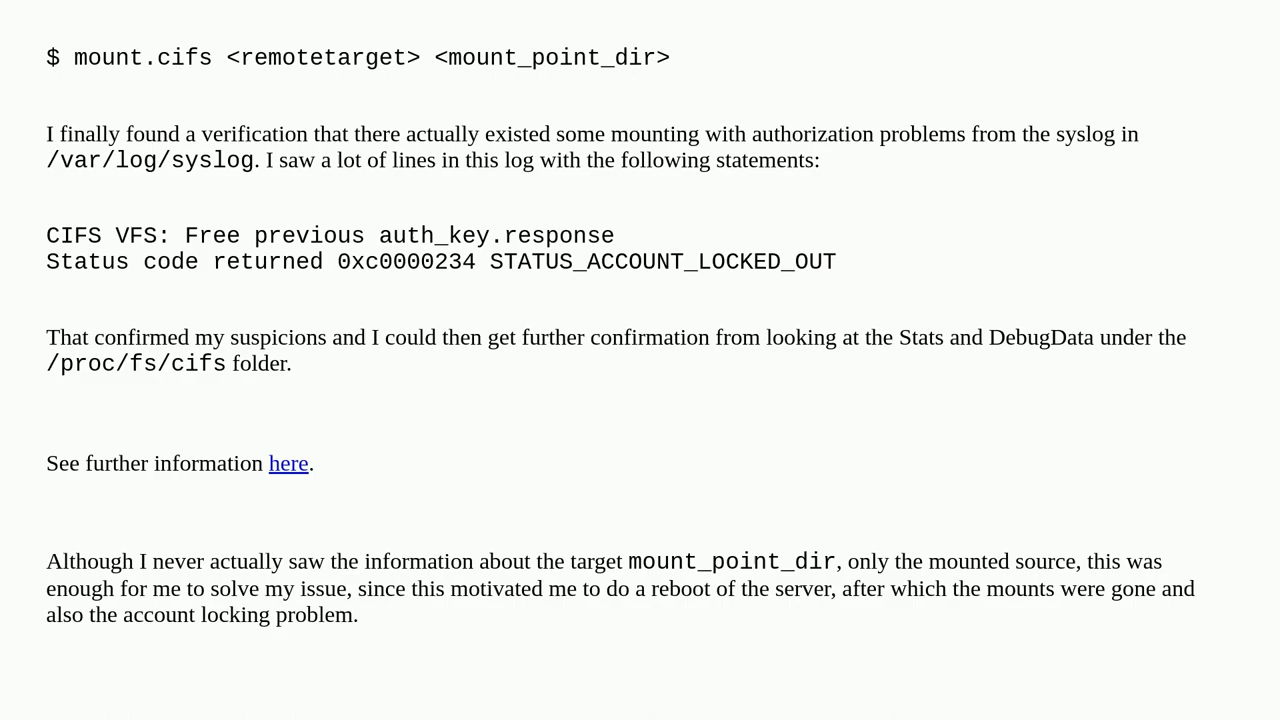 $ mount.cifs <remotetarget> <mount_point_dir>
I finally found a verification that there actually existed some mounting with authorization problems from the syslog in
/var/log/syslog. I saw a lot of lines in this log with the following statements:
CIFS VFS: Free previous auth_key.response
Status code returned 0xc0000234 STATUS_ACCOUNT_LOCKED_OUT
That confirmed my suspicions and I could then get further confirmation from looking at the Stats and DebugData under the
/proc/fs/cifs folder.
See further information here.
Although I never actually saw the information about the target mount_point_dir, only the mounted source, this was
enough for me to solve my issue, since this motivated me to do a reboot of the server, after which the mounts were gone and
also the account locking problem.